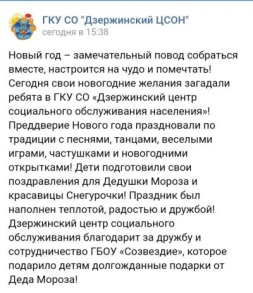 ГКУ СО "Дзержинский ЦСОН"
сегодня в 15:38
Новый год – замечательный повод собраться
вместе, настроится на чудо и помечтать!
Сегодня свои новогодние желания загадали
ребята в ГКУ СО «Дзержинский центр
социального обслуживания населения»!
Преддверие Нового года праздновали по
традиции с песнями, танцами, веселыми
играми, частушками и новогодними
открытками! Дети подготовили свои
поздравления для Дедушки Мороза и
красавицы Снегурочки! Праздник был
наполнен теплотой, радостью и дружбой!
Дзержинский центр социального
обслуживания благодарит за дружбу и
сотрудничество ГБОУ «Созвездие», которое
подарило детям долгожданные подарки от
Деда Мороза!